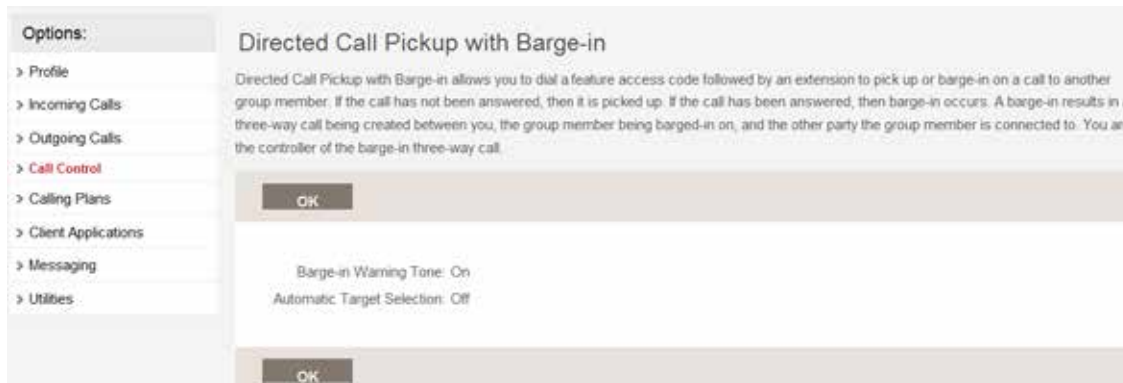 Options:
> Profile
> Incoming Calls
> Outgoing Calls
> Call Control
> Calling Plans
> Client Applications
> Messaging
> Utilities
Directed Call Pickup with Barge-in
Directed Call Pickup with Barge-in allows you to dial a feature access code followed by an extension to pick up or barge-in on a call to another
group member. If the call has not been answered, then it is picked up. If the call has been answered, then barge-in occurs. A barge-in results in
three-way call being created between you, the group member being barged-in on, and the other party the group member is connected to. You ar
the controller of the barge-in three-way call.
OK
Barge-in Warning Tone: On
Automatic Target Selection: Off
OK